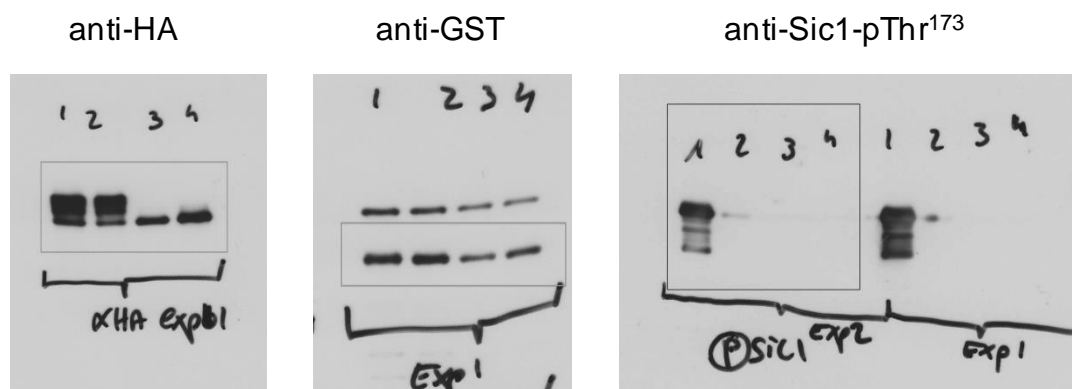 anti-HA anti-GST anti-Sic1-pThr173
1 2 3 4
1 2 3 4
1 2 3 4 1 2 3 4
αHA
Exp1
Ⓟ Sic1 Exp2 Exp1